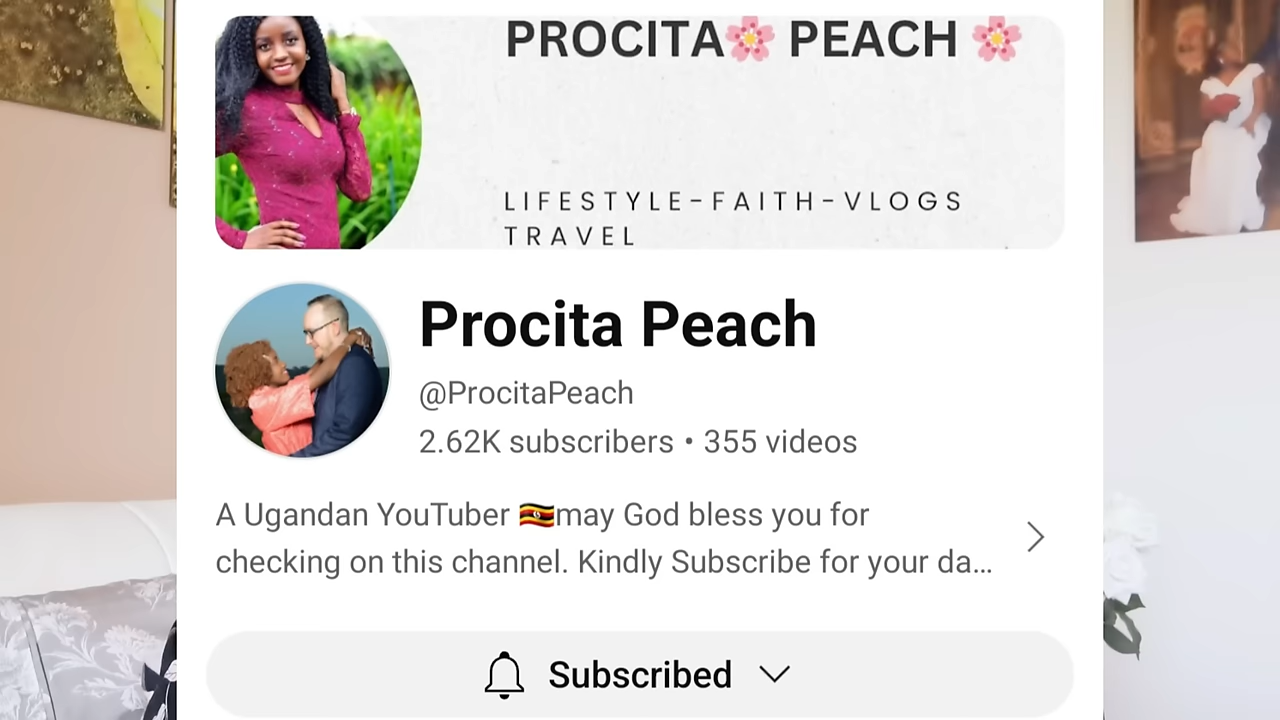 PROCITA🌸 PEACH 🌸
LIFESTYLE-FAITH-VLOGS
TRAVEL
Procita Peach
@ProcitaPeach
2.62K subscribers • 355 videos
A Ugandan YouTuber 🇺🇬may God bless you for
checking on this channel. Kindly Subscribe for your da...
Subscribed